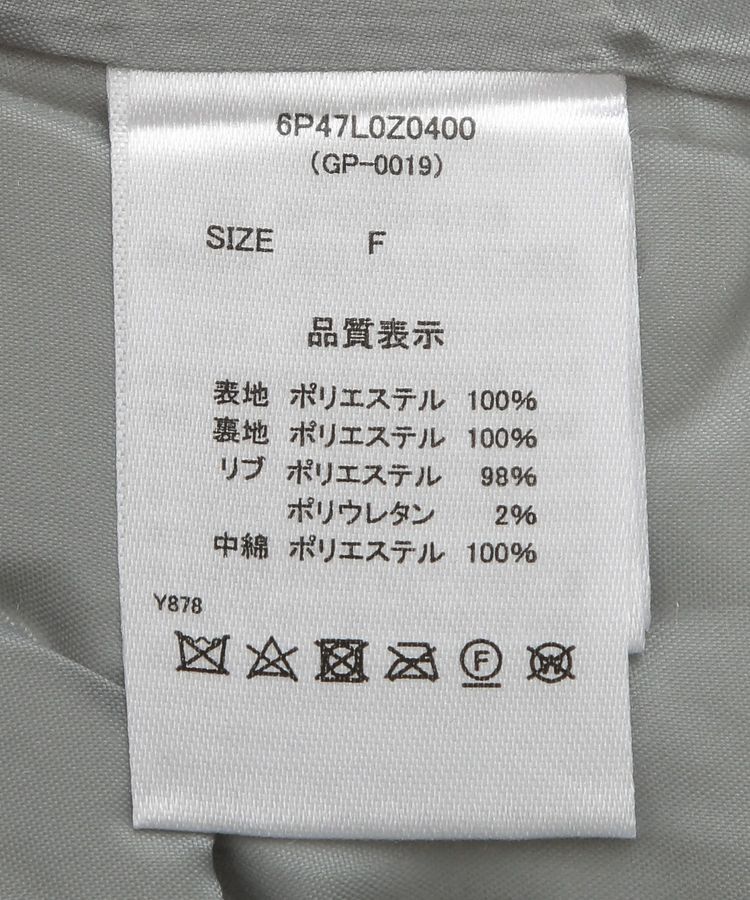 6P47L0Z0400
(GP-0019)
SIZE F
品質表示
表地 ポリエステル 100%
裏地 ポリエステル 100%
リブ ポリエステル 98%
ポリウレタン 2%
中綿 ポリエステル 100%
Y878
F W